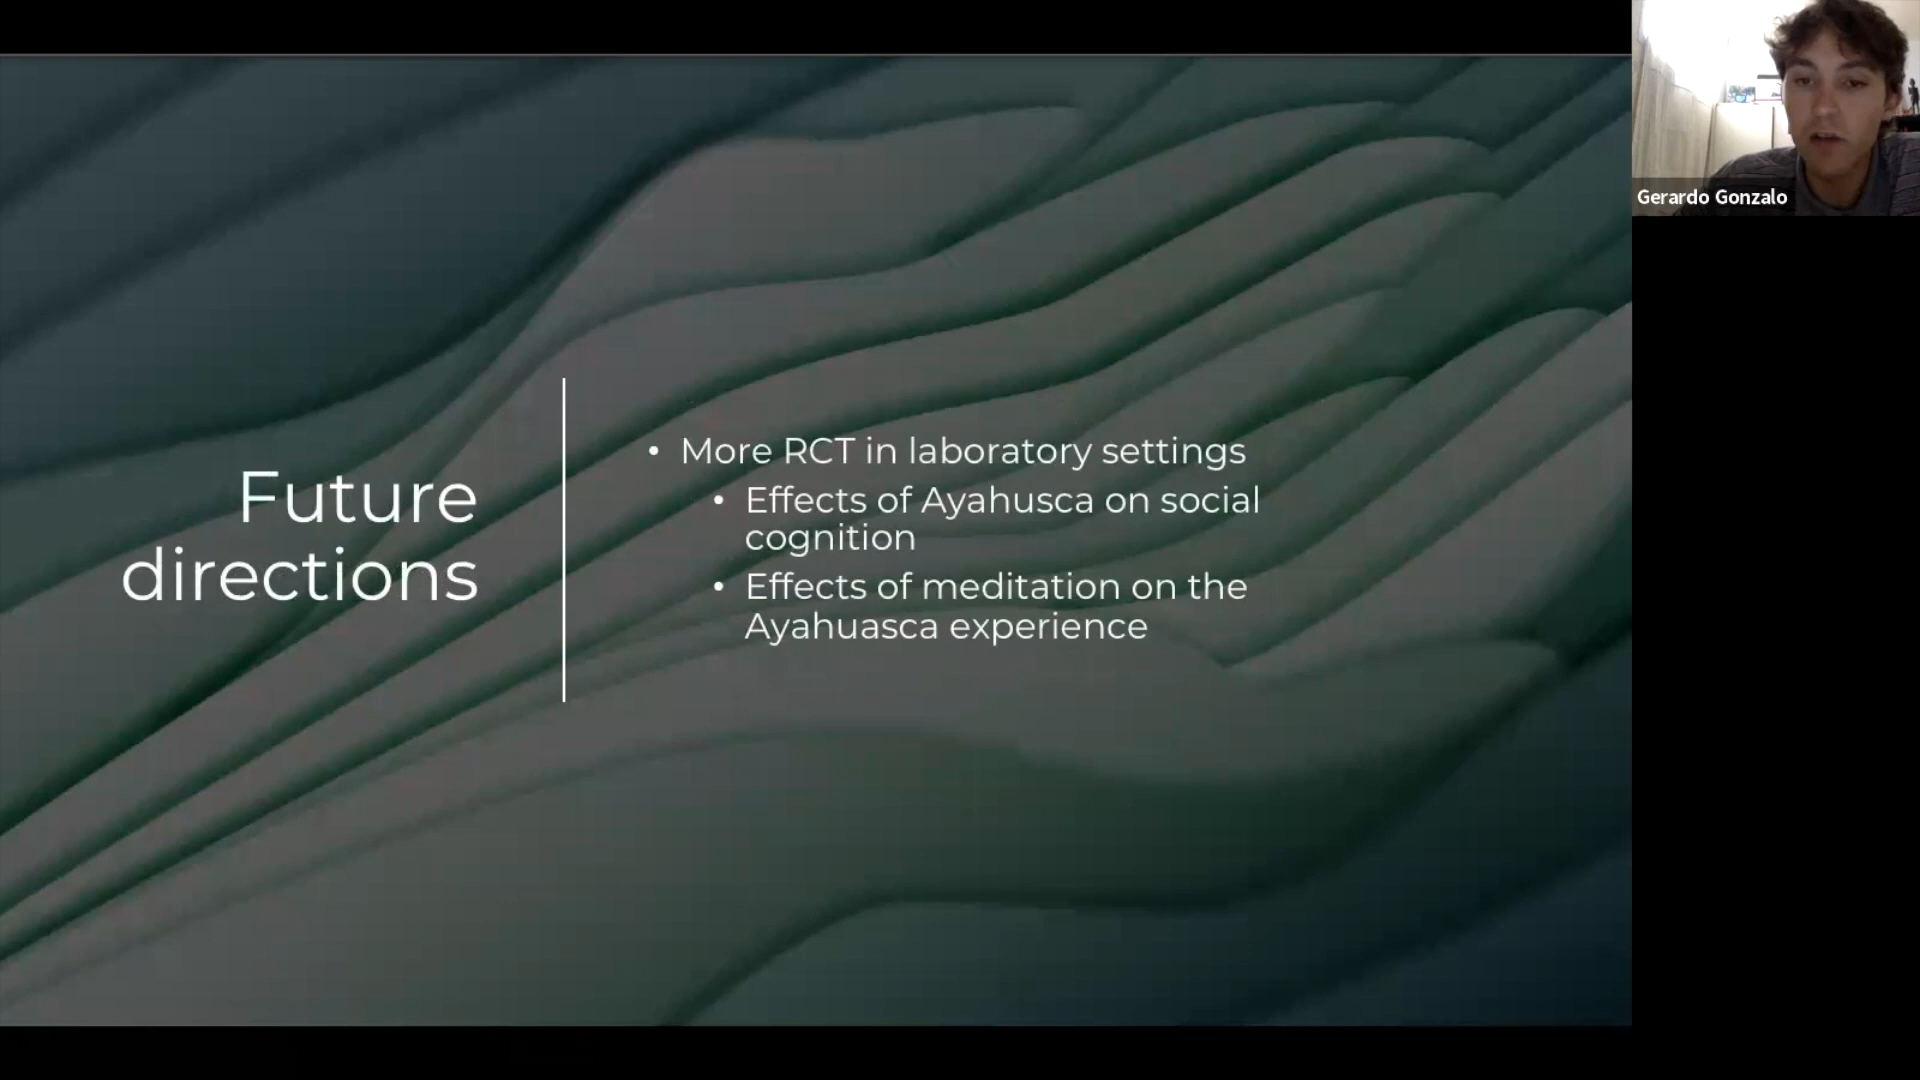 Future
directions
• More RCT in laboratory settings
• Effects of Ayahusca on social
cognition
• Effects of meditation on the
Ayahuasca experience
Gerardo Gonzalo